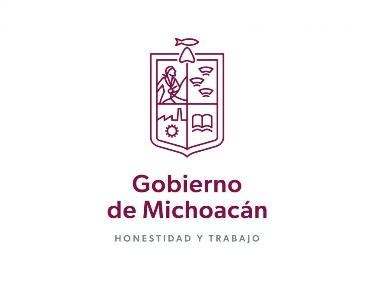 Gobierno
de Michoacán
HONESTIDAD Y TRABAJO